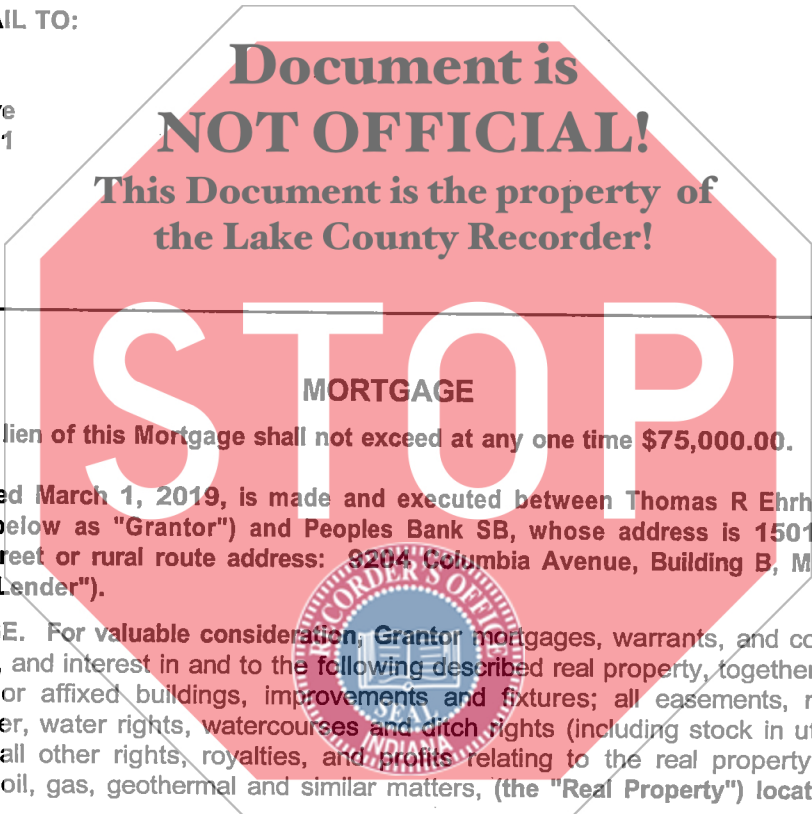 AIL TO:
Document is
NOT OFFICIAL!
This Document is the property of
the Lake County Recorder!
STOP
MORTGAGE
lien of this Mortgage shall not exceed at any one time $75,000.00.
ed March 1, 2019, is made and executed between Thomas R Ehrh
below as "Grantor") and Peoples Bank SB, whose address is 1501
reet or rural route address: 9204 Columbia Avenue, Building B, M
Lender").
E. For valuable consideration, Grantor mortgages, warrants, and co
, and interest in and to the following described real property, together
or affixed buildings, improvements and fixtures; all easements, r
er, water rights, watercourses and ditch rights (including stock in ut
all other rights, royalties, and profits relating to the real property
oil, gas, geothermal and similar matters, (the "Real Property") locat
RECORDER'S OFFICE
SEAL
INDIANA